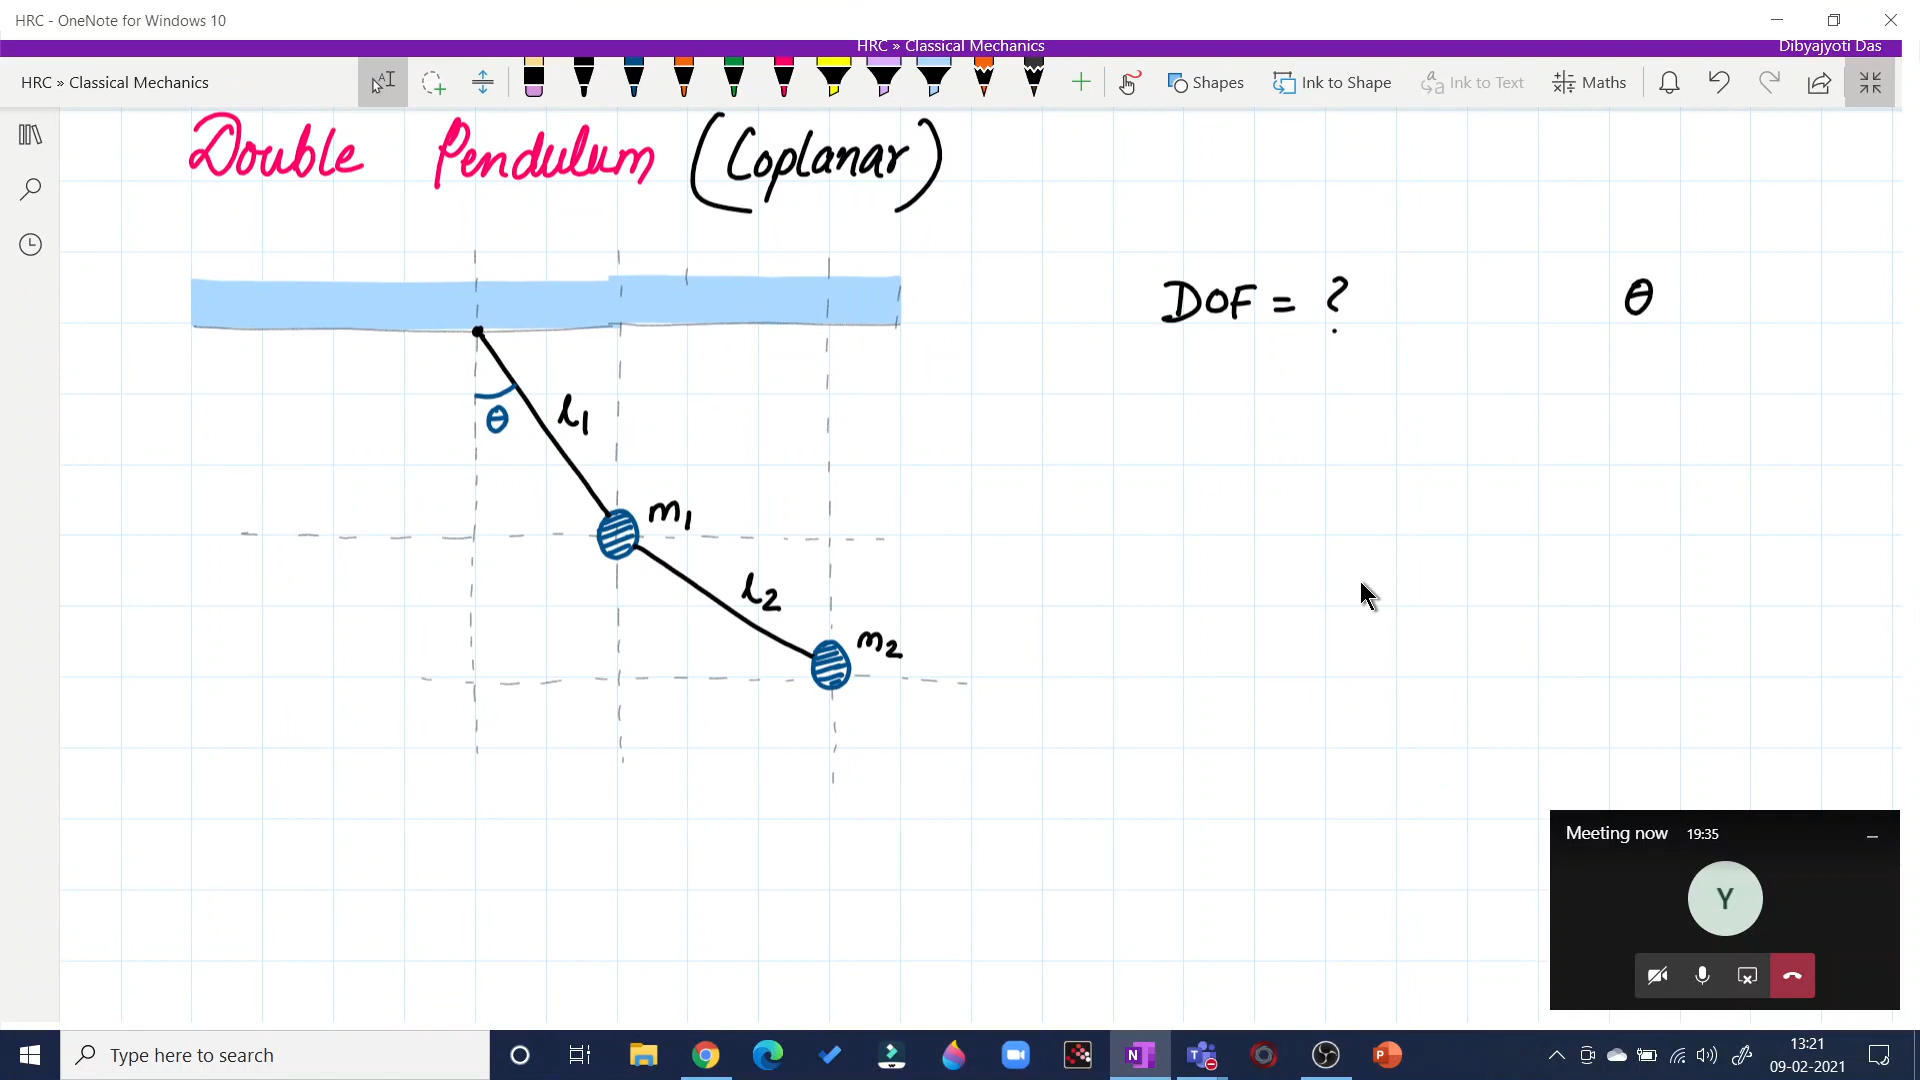 HRC - OneNote for Windows 10
HRC » Classical Mechanics
Dibyajyoti Das
HRC » Classical Mechanics
Shapes
Ink to Shape
Ink to Text
Maths
Double Pendulum (Coplanar)
DOF = ?
θ
θ
l1
m1
l2
m2
Meeting now 19:35
Y
Type here to search
13:21
09-02-2021